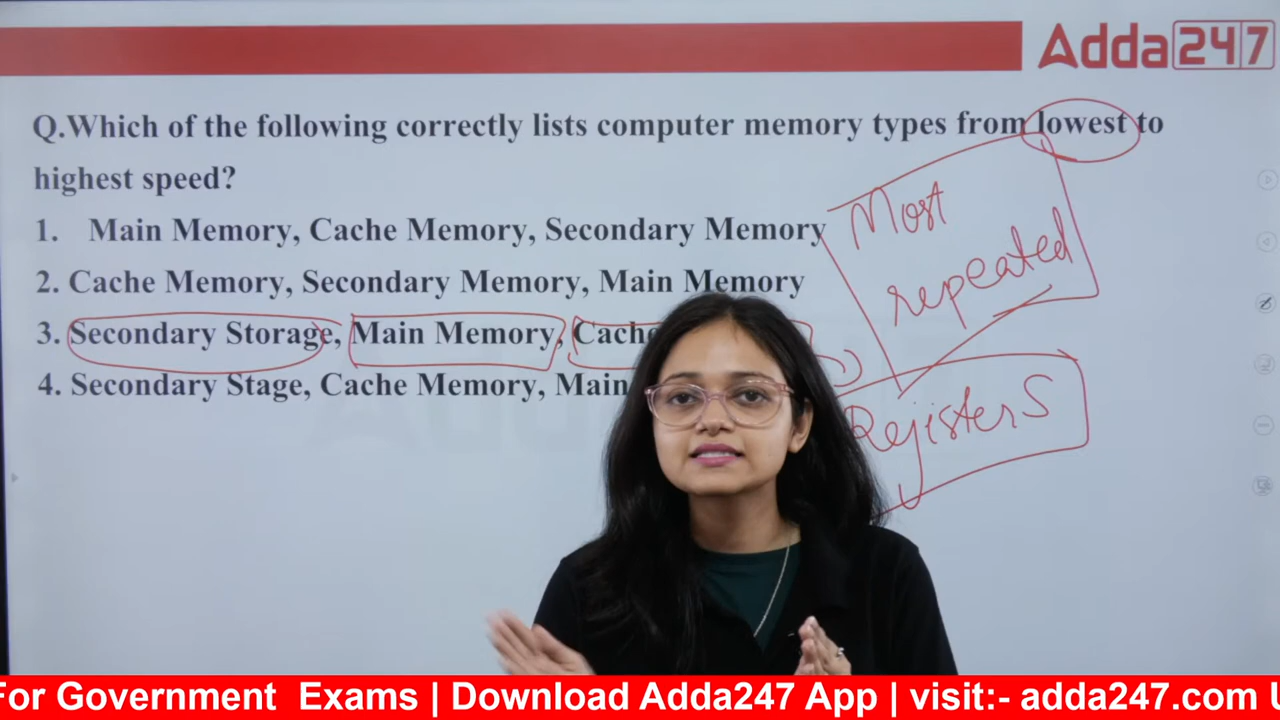 Adda247
Q.Which of the following correctly lists computer memory types from lowest to
highest speed?
1. Main Memory, Cache Memory, Secondary Memory
2. Cache Memory, Secondary Memory, Main Memory
3. Secondary Storage, Main Memory, Cache
4. Secondary Stage, Cache Memory, Main
Most
repeated
RejisterS
For Government Exams | Download Adda247 App | visit:- adda247.com U